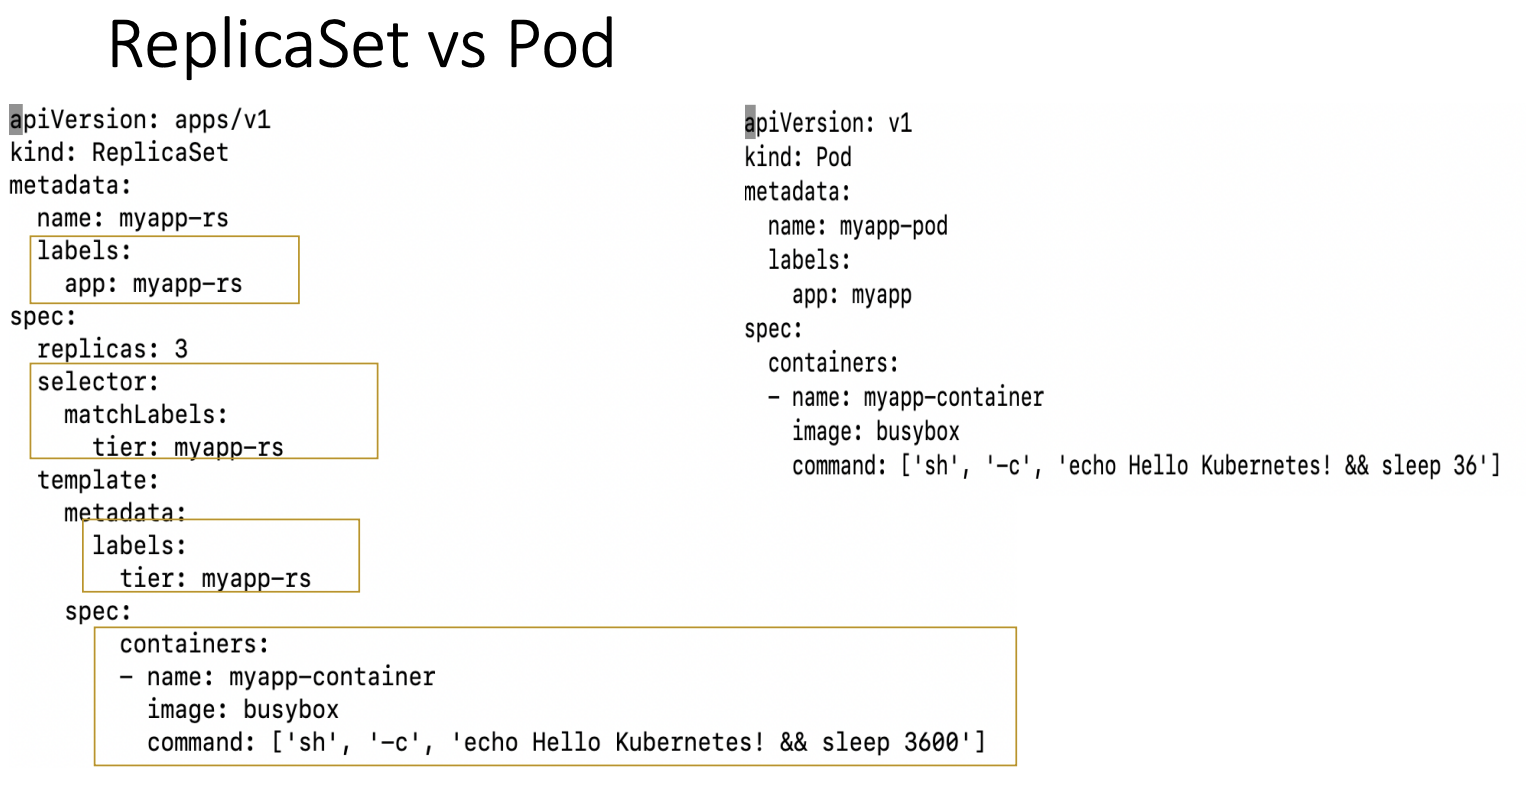 ReplicaSet vs Pod
apiVersion: apps/v1
kind: ReplicaSet
metadata:
  name: myapp-rs
  labels:
    app: myapp-rs
spec:
  replicas: 3
  selector:
    matchLabels:
      tier: myapp-rs
  template:
    metadata:
      labels:
        tier: myapp-rs
    spec:
        containers:
        - name: myapp-container
          image: busybox
          command: ['sh', '-c', 'echo Hello Kubernetes! && sleep 3600']
apiVersion: v1
kind: Pod
metadata:
  name: myapp-pod
  labels:
    app: myapp
spec:
  containers:
  - name: myapp-container
    image: busybox
    command: ['sh', '-c', 'echo Hello Kubernetes! && sleep 36']